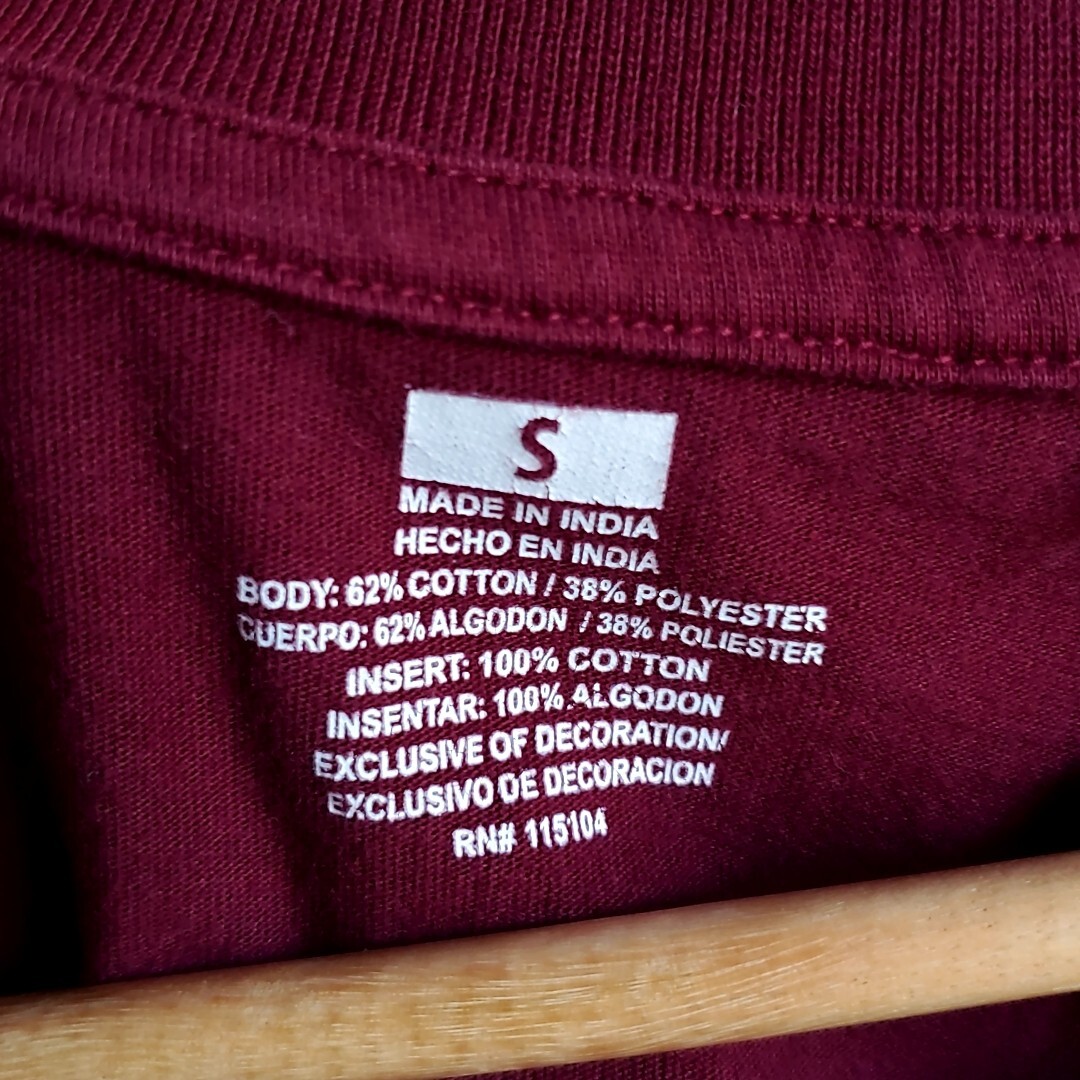 S
MADE IN INDIA
HECHO EN INDIA
BODY: 62% COTTON / 38% POLYESTER
CUERPO: 62% ALGODON / 38% POLIESTER
INSERT: 100% COTTON
INSENTAR: 100% ALGODON
EXCLUSIVE OF DECORATION/
EXCLUSIVO DE DECORACION
RN# 115104